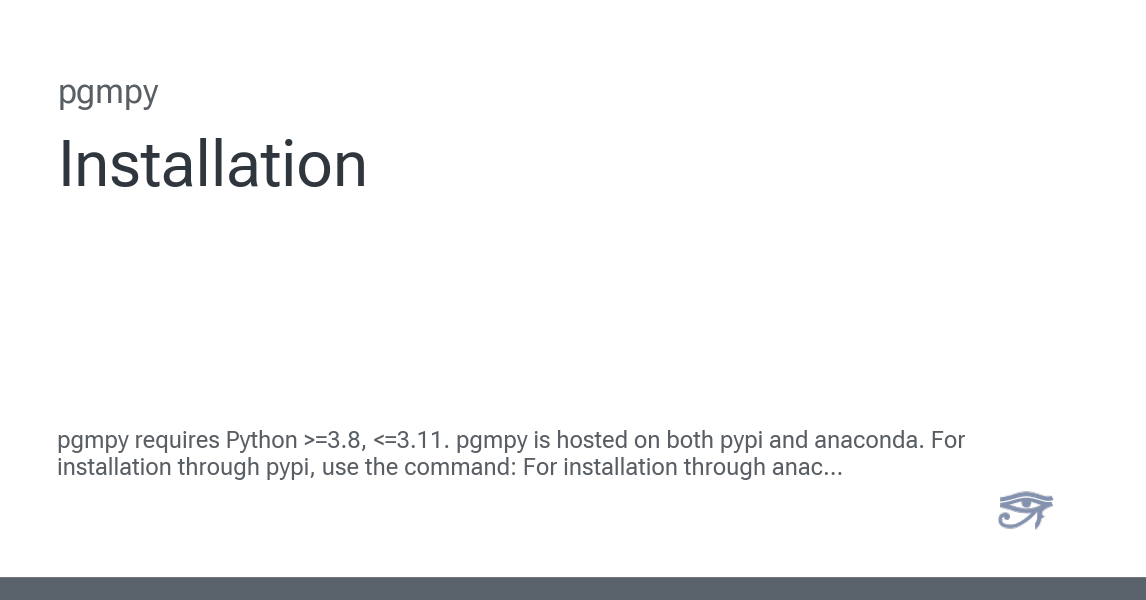 pgmpy
Installation
pgmpy requires Python >=3.8, <=3.11. pgmpy is hosted on both pypi and anaconda. For
installation through pypi, use the command: For installation through anac...